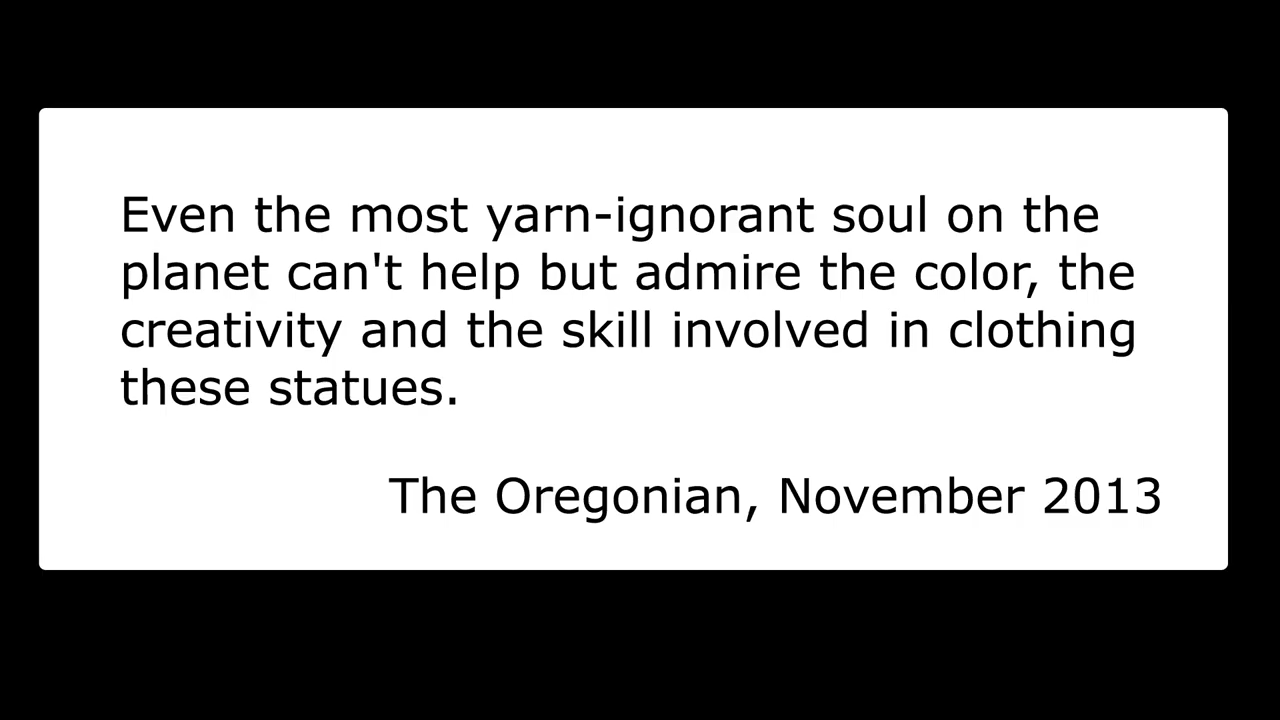 Even the most yarn-ignorant soul on the
planet can't help but admire the color, the
creativity and the skill involved in clothing
these statues.
The Oregonian, November 2013